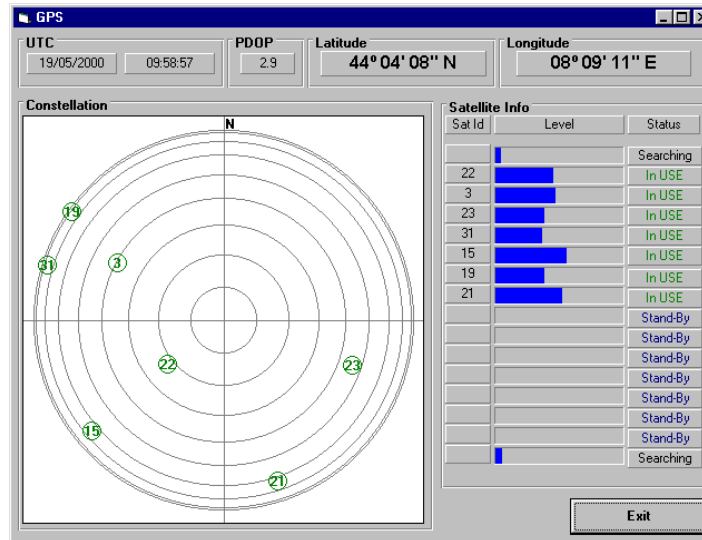 GPS
UTC
PDOP
Latitude
Longitude
19/05/2000
09:58:57
2.9
44º 04' 08" N
08º 09' 11" E
Constellation
N
19
31
3
22
23
15
21
Satellite Info
Sat Id Level Status
Searching
22 In USE
3 In USE
23 In USE
31 In USE
15 In USE
19 In USE
21 In USE
Stand-By
Stand-By
Stand-By
Stand-By
Stand-By
Stand-By
Stand-By
Searching
Exit